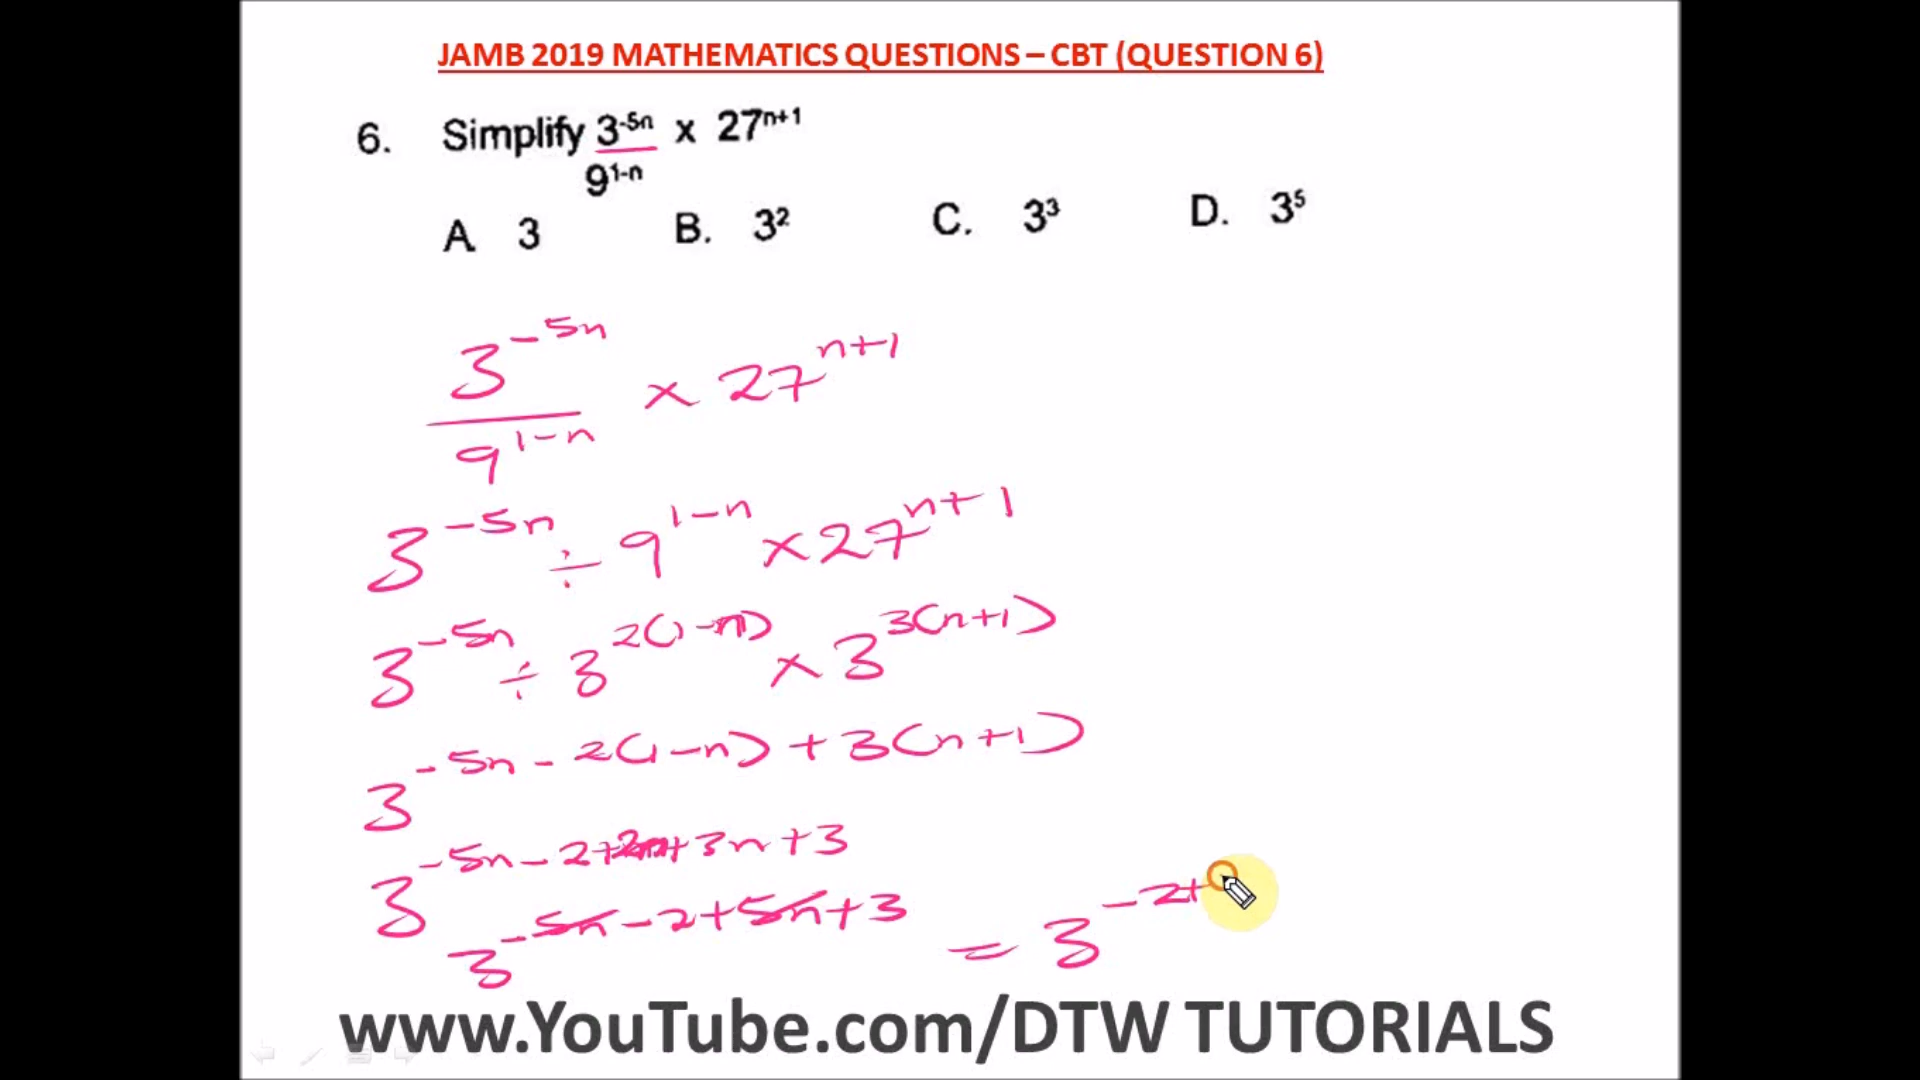 JAMB 2019 MATHEMATICS QUESTIONS – CBT (QUESTION 6)
6. Simplify 3^-5n x 27^n+1
9^1-n
A 3 B. 3² C. 3³ D. 3⁵
3^-5n / 9^1-n × 27^n+1
3^-5n ÷ 9^1-n × 27^n+1
3^-5n ÷ 3^2(1-n) × 3^3(n+1)
3^-5n-2(1-n)+3(n+1)
3^-5n-2+2n+3n+3
3^-5n-2+5n+3 = 3^-2+
www.YouTube.com/DTW TUTORIALS